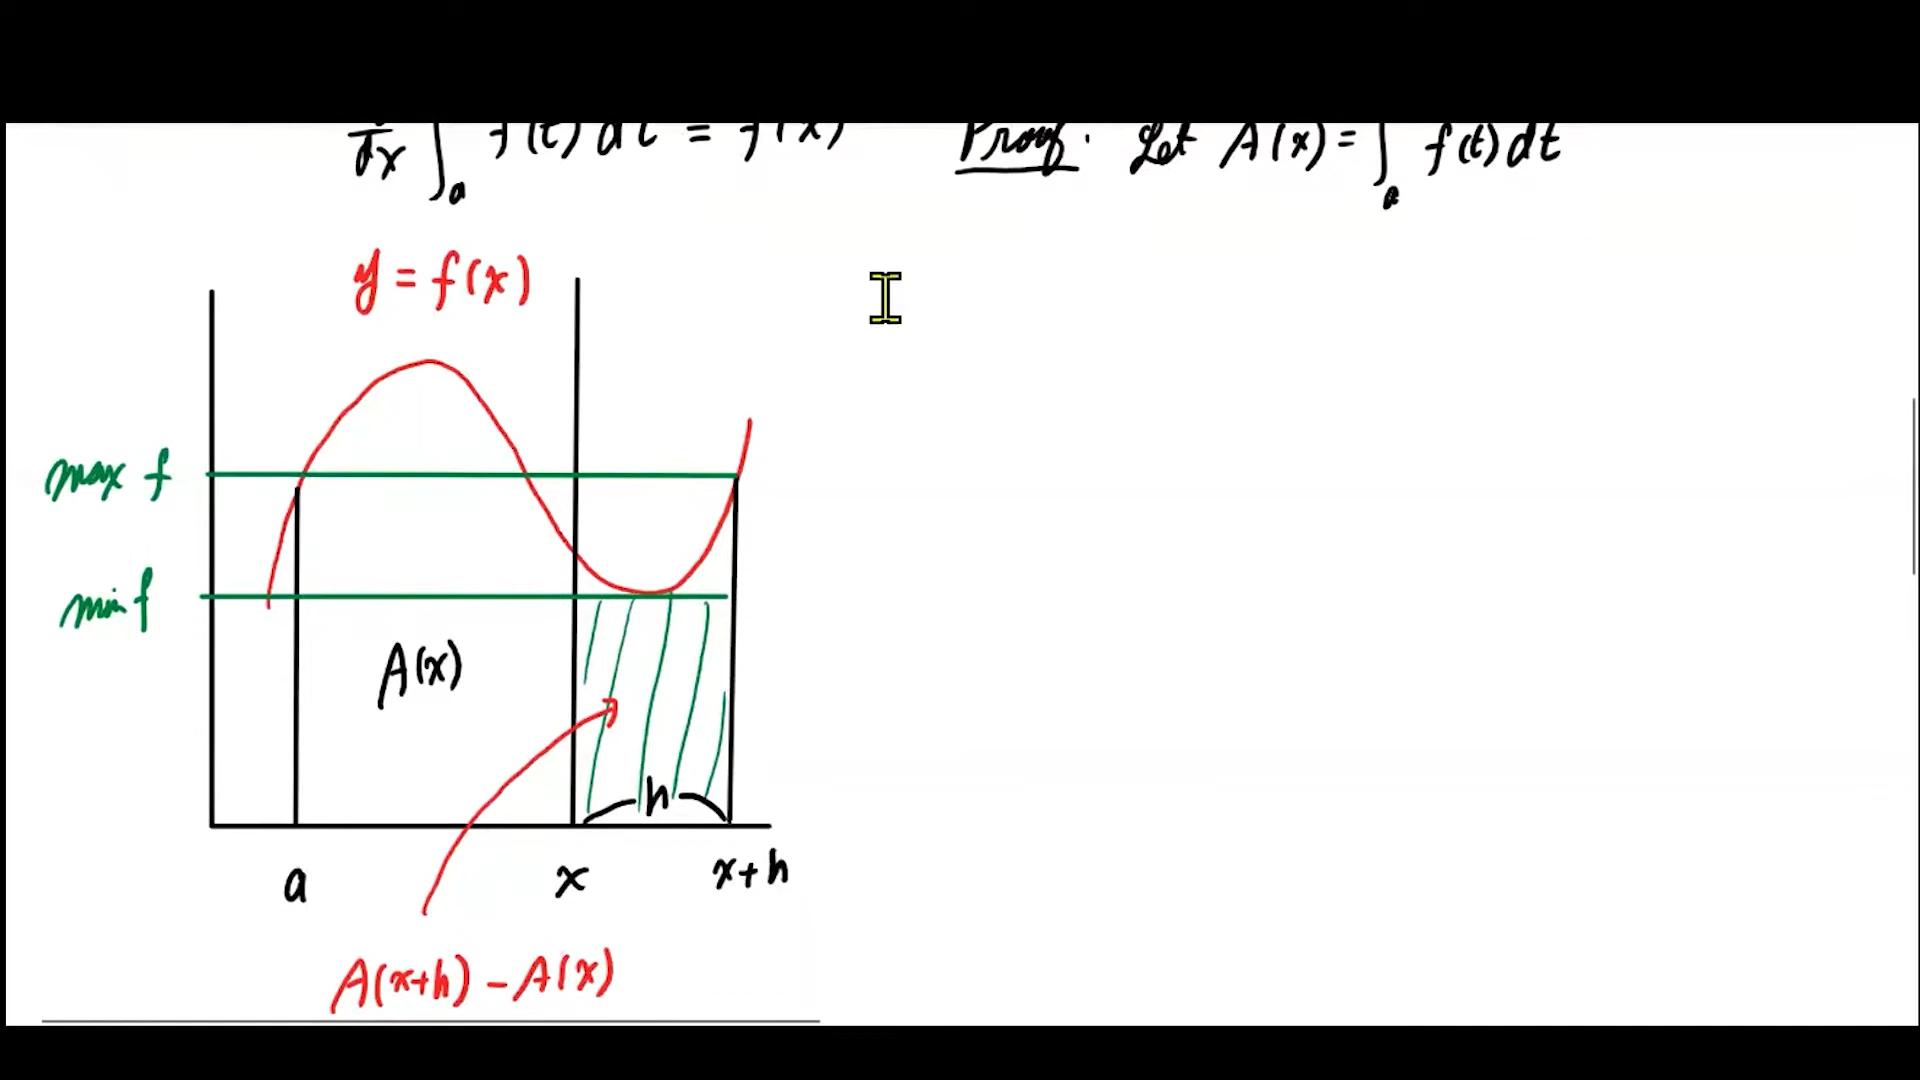 d/dx ∫_a f(t) dt = f(x)
Proof: Let A(x) = ∫_a f(t) dt
y = f(x)
max f
min f
A(x)
h
a
x
x+h
A(x+h) - A(x)